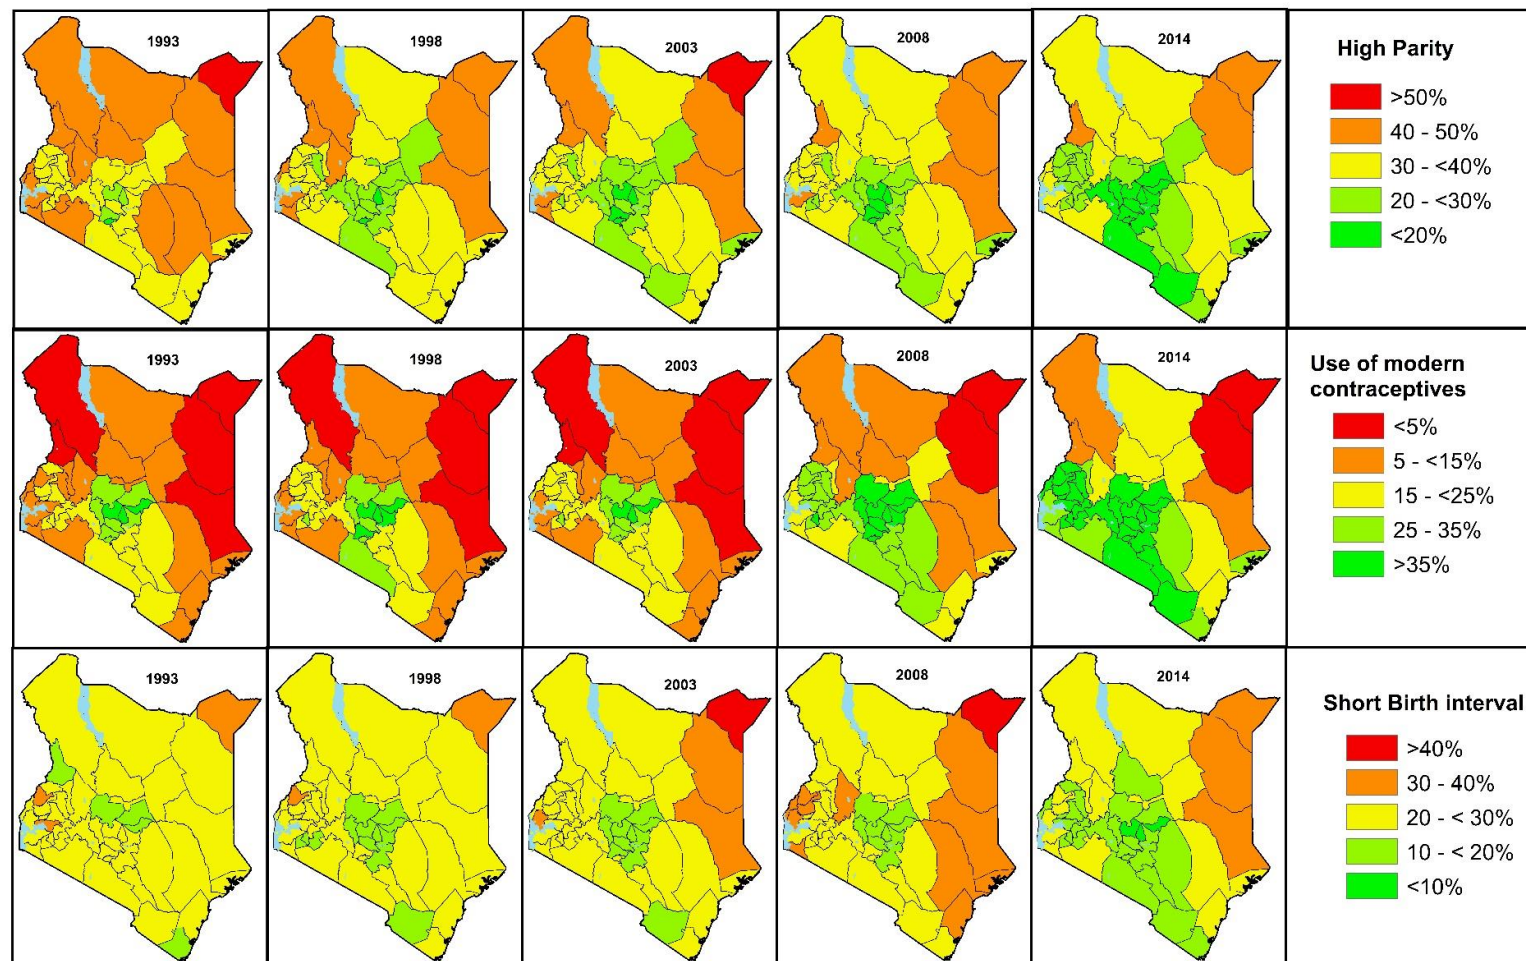 1993
1998
2003
2008
2014
High Parity
>50%
40 - 50%
30 - <40%
20 - <30%
<20%
1993
1998
2003
2008
2014
Use of modern
contraceptives
<5%
5 - <15%
15 - <25%
25 - 35%
>35%
1993
1998
2003
2008
2014
Short Birth interval
>40%
30 - 40%
20 - < 30%
10 - < 20%
<10%